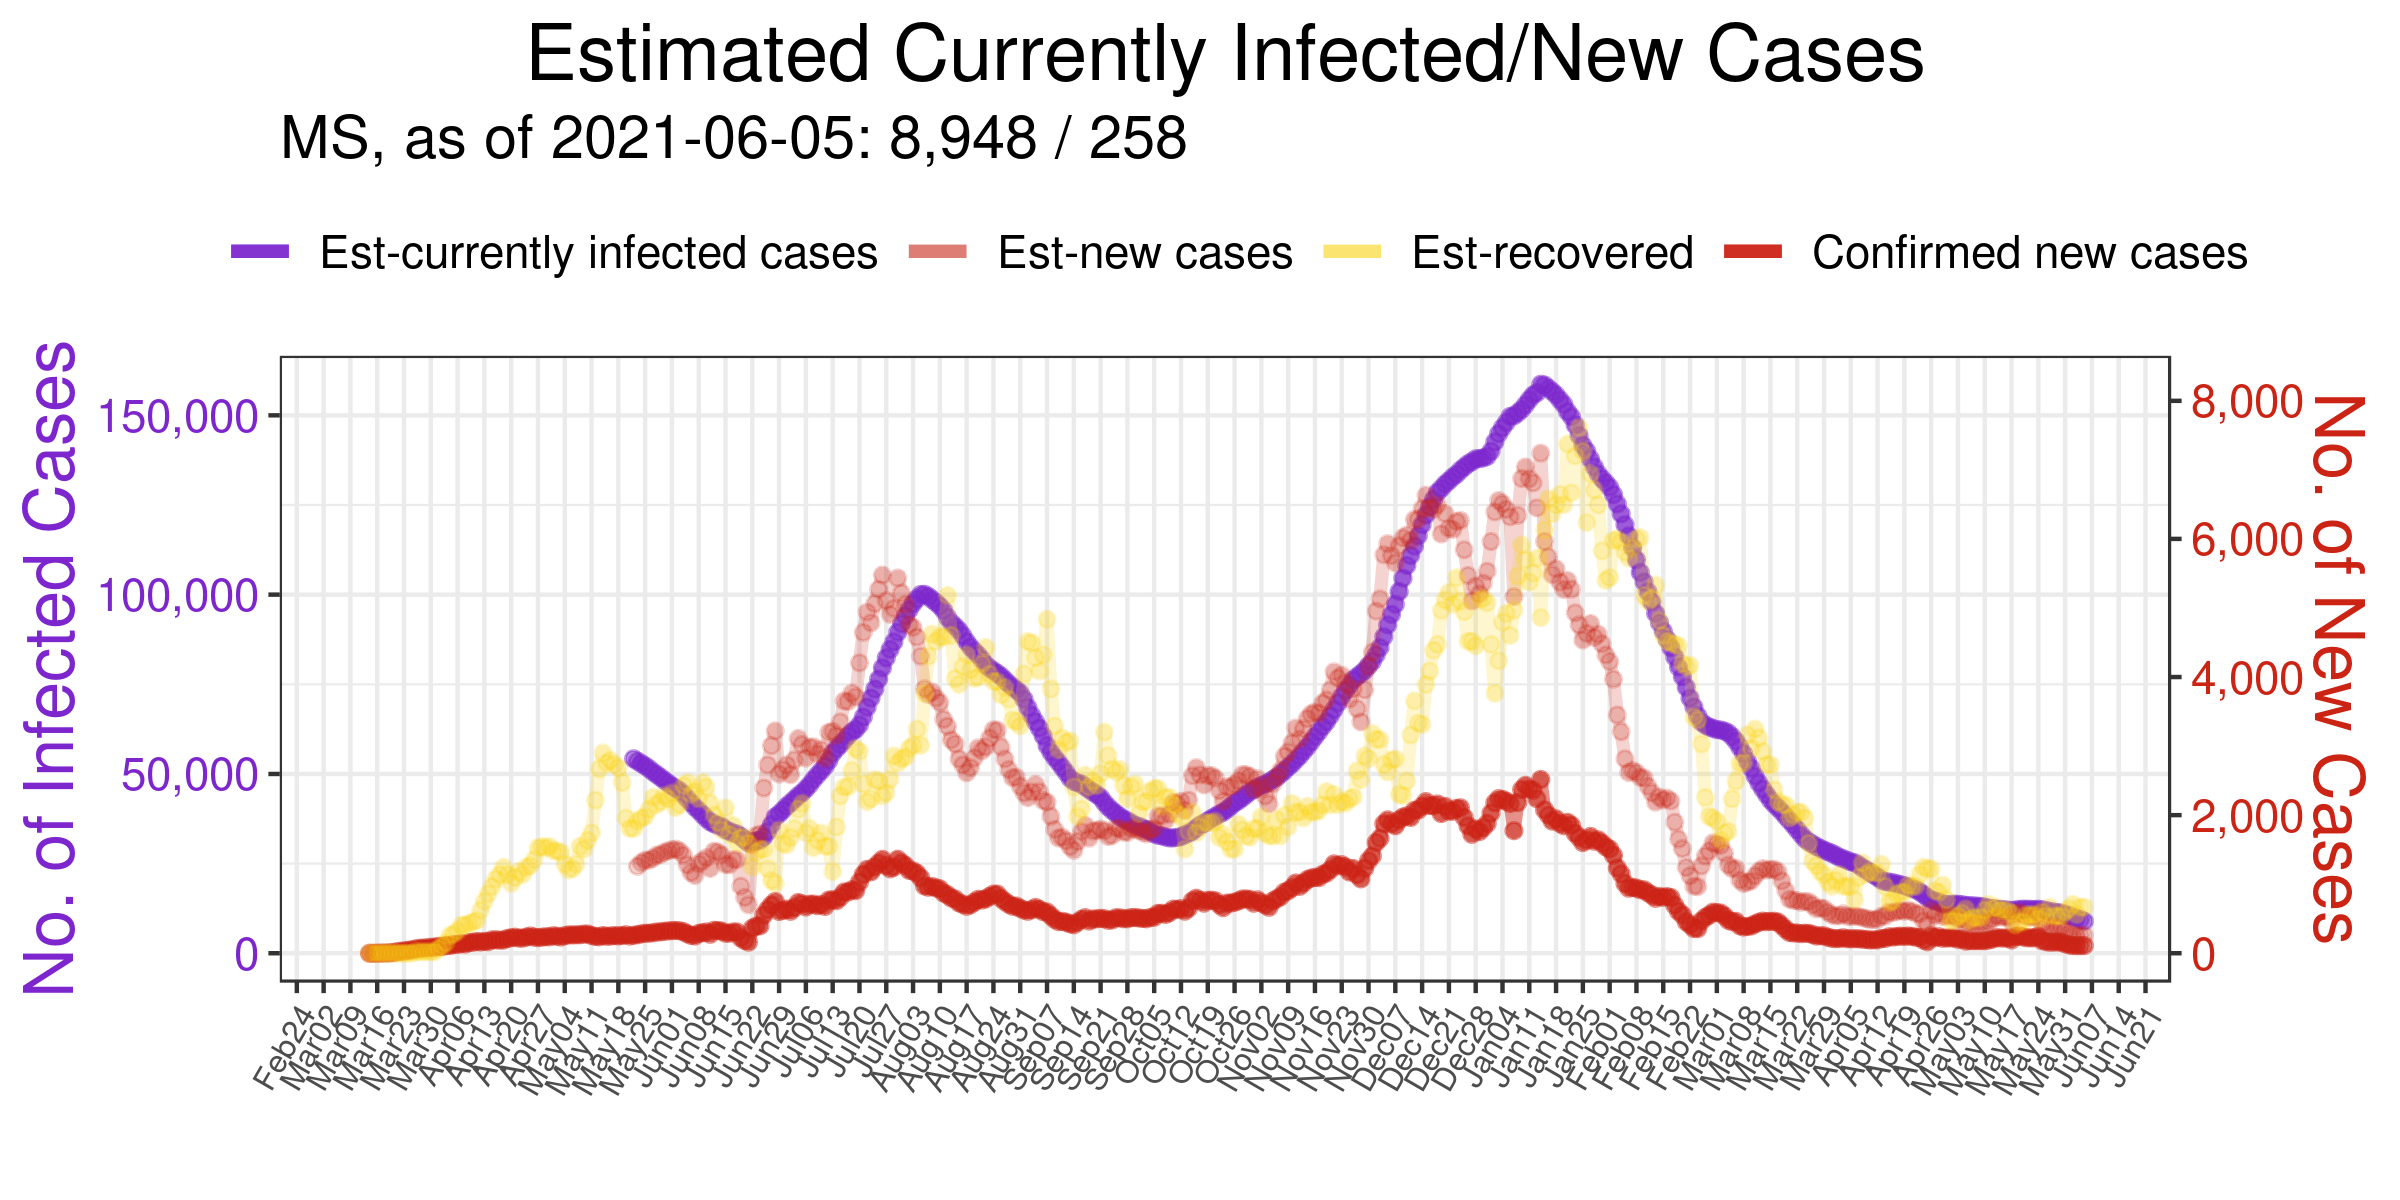 Estimated Currently Infected/New Cases
MS, as of 2021-06-05: 8,948 / 258
Est-currently infected cases
Est-new cases
Est-recovered
Confirmed new cases
No. of Infected Cases
150,000
100,000
50,000
0
8,000
6,000
4,000
2,000
0
No. of New Cases
Feb24
Mar02
Mar09
Mar16
Mar23
Mar30
Apr06
Apr13
Apr20
Apr27
May04
May11
May18
May25
Jun01
Jun08
Jun15
Jun22
Jun29
Jul06
Jul13
Jul20
Jul27
Aug03
Aug10
Aug17
Aug24
Aug31
Sep07
Sep14
Sep21
Sep28
Oct05
Oct12
Oct19
Oct26
Nov02
Nov09
Nov16
Nov23
Nov30
Dec07
Dec14
Dec21
Dec28
Jan04
Jan11
Jan18
Jan25
Feb01
Feb08
Feb15
Feb22
Mar01
Mar08
Mar15
Mar22
Mar29
Apr05
Apr12
Apr19
Apr26
May03
May10
May17
May24
May31
Jun07
Jun14
Jun21